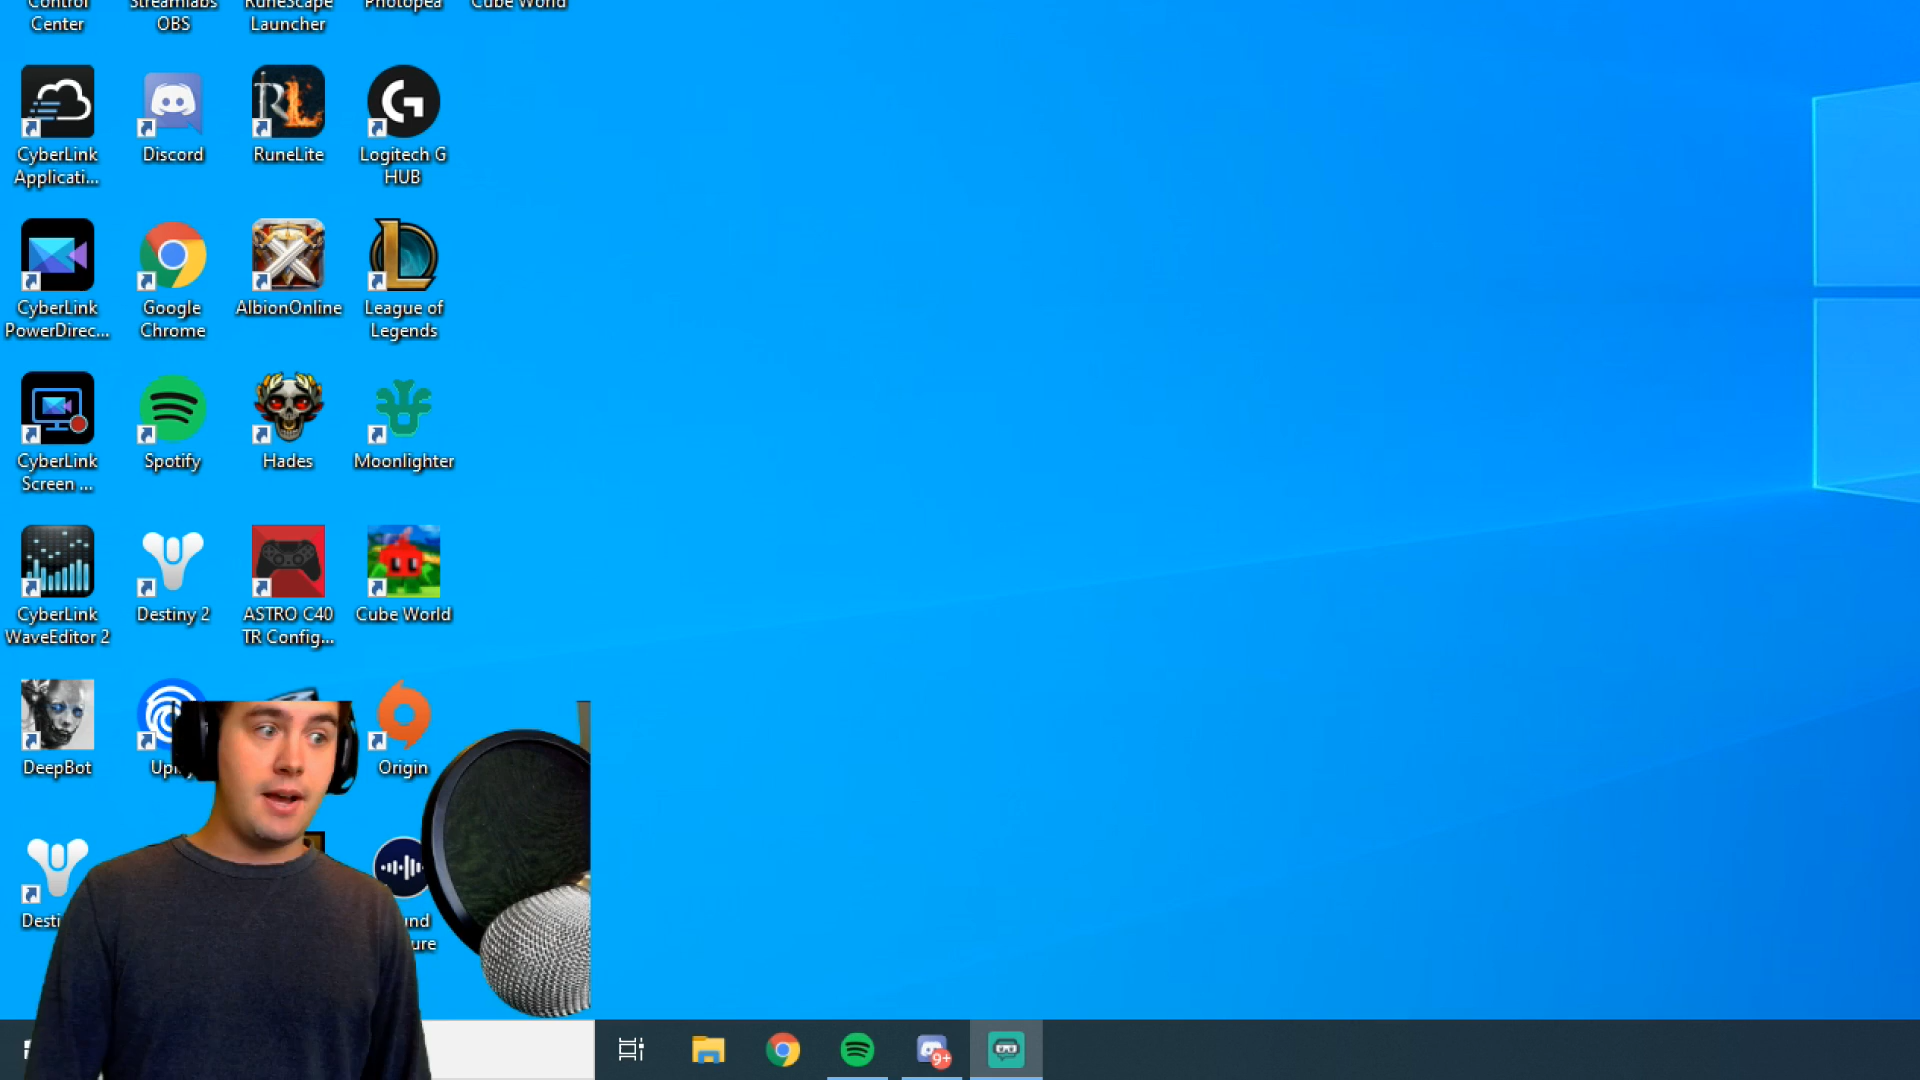 Control
Center
Streamlabs
OBS
RuneScape
Launcher
Photopea
Cube World
CyberLink
Applicati...
Discord
RuneLite
Logitech G
HUB
CyberLink
PowerDirec...
Google
Chrome
AlbionOnline
League of
Legends
CyberLink
Screen ...
Spotify
Hades
Moonlighter
CyberLink
WaveEditor 2
Destiny 2
ASTRO C40
TR Config...
Cube World
DeepBot
Origin
9+